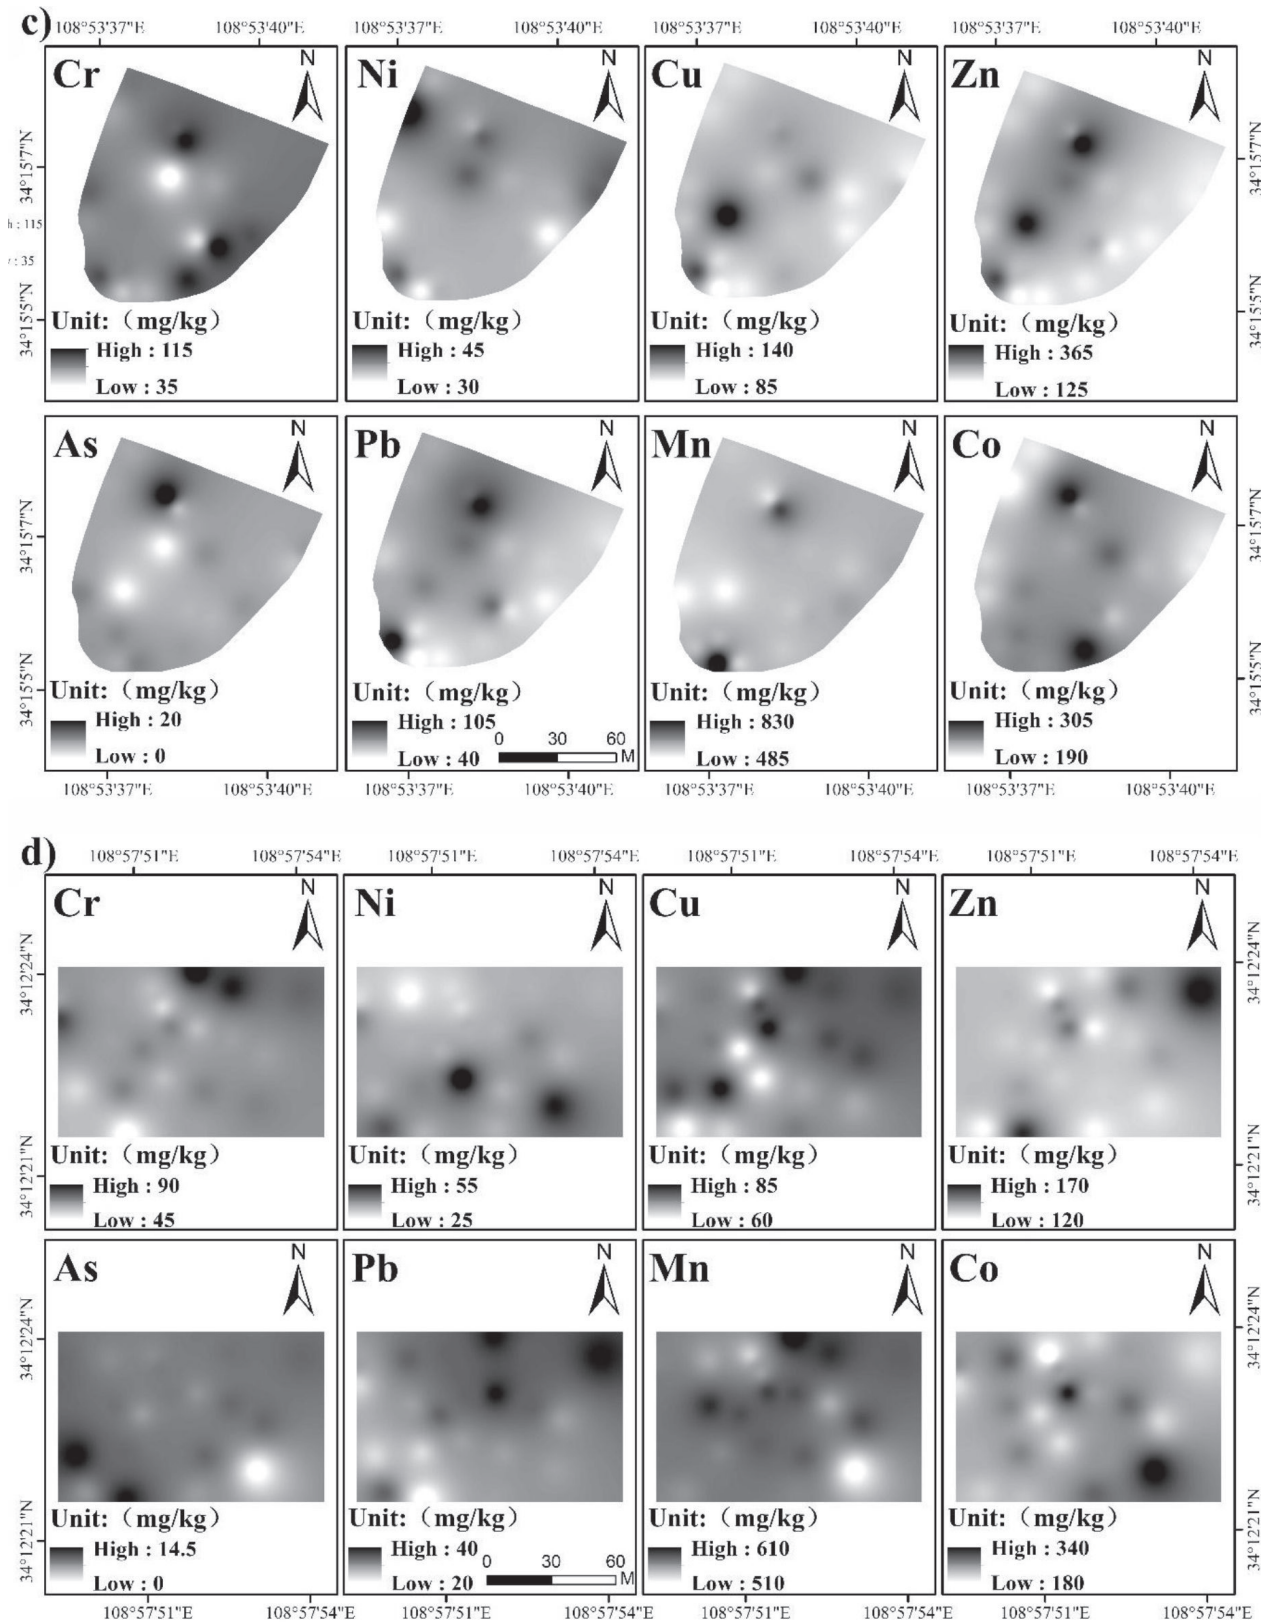 c)
108°53'37"E 108°53'40"E 108°53'37"E 108°53'40"E 108°53'37"E 108°53'40"E 108°53'37"E 108°53'40"E
Cr N Ni N Cu N Zn N
34°15'7"N 34°15'7"N
h : 115
: 35
34°15'5"N 34°15'5"N
Unit:（mg/kg） Unit:（mg/kg） Unit:（mg/kg） Unit:（mg/kg）
High : 115 High : 45 High : 140 High : 365
Low : 35 Low : 30 Low : 85 Low : 125
As N Pb N Mn N Co N
34°15'7"N 34°15'7"N
34°15'5"N 34°15'5"N
Unit:（mg/kg） Unit:（mg/kg） Unit:（mg/kg） Unit:（mg/kg）
High : 20 High : 105 0 30 60 High : 830 High : 305
Low : 0 Low : 40 M Low : 485 Low : 190
108°53'37"E 108°53'40"E 108°53'37"E 108°53'40"E 108°53'37"E 108°53'40"E 108°53'37"E 108°53'40"E
d)
108°57'51"E 108°57'54"E 108°57'51"E 108°57'54"E 108°57'51"E 108°57'54"E 108°57'51"E 108°57'54"E
Cr N Ni N Cu N Zn N
34°12'24"N 34°12'24"N
34°12'21"N 34°12'21"N
Unit:（mg/kg） Unit:（mg/kg） Unit:（mg/kg） Unit:（mg/kg）
High : 90 High : 55 High : 85 High : 170
Low : 45 Low : 25 Low : 60 Low : 120
As N Pb N Mn N Co N
34°12'24"N 34°12'24"N
34°12'21"N 34°12'21"N
Unit:（mg/kg） Unit:（mg/kg） Unit:（mg/kg） Unit:（mg/kg）
High : 14.5 High : 40 0 30 60 High : 610 High : 340
Low : 0 Low : 20 M Low : 510 Low : 180
108°57'51"E 108°57'54"E 108°57'51"E 108°57'54"E 108°57'51"E 108°57'54"E 108°57'51"E 108°57'54"E